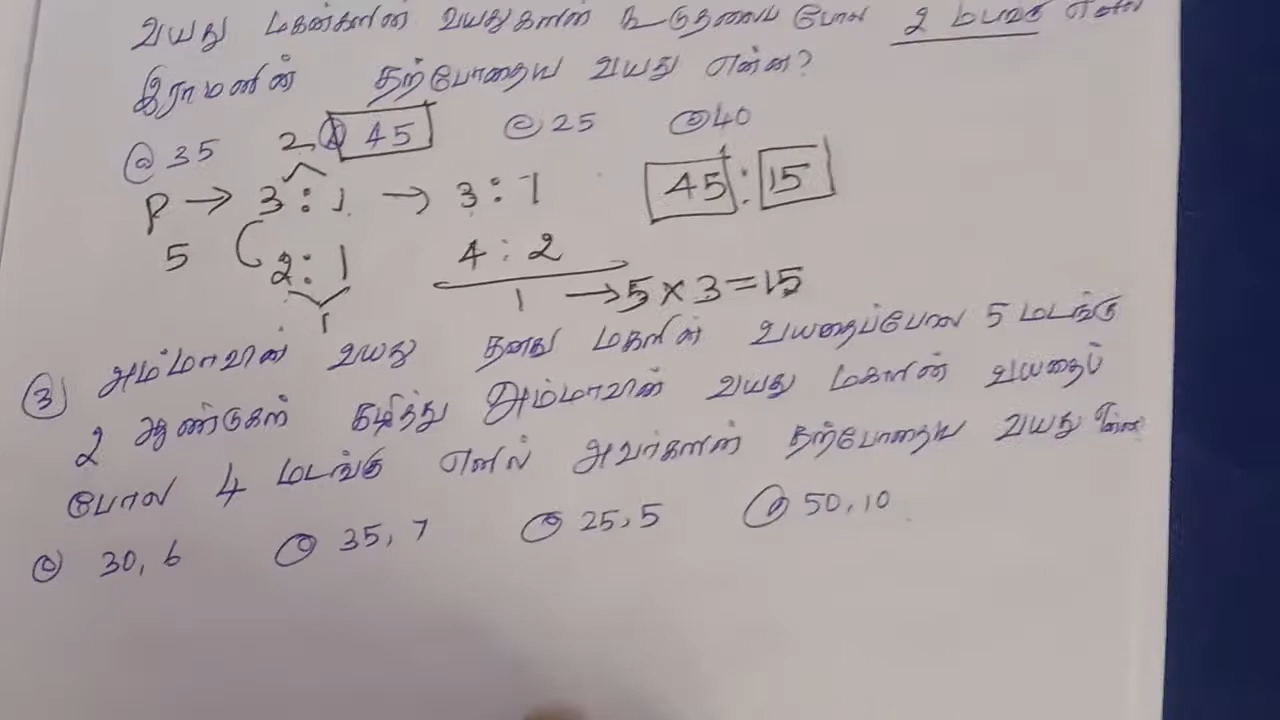 வயது மகன்களின் வயதுகளின் கூடுதலைப் போல 2 மடங்கு எனில்
இராமனின் தற்போதைய வயது என்ன?
35 45 25 40
2
P → 3 : 1 → 3 : 1 45 : 15
5 2 : 1 4 : 2
1 1 → 5 × 3 = 15
③ அம்மாவின் வயது தனது மகளின் வயதைப்போல 5 மடங்கு
2 ஆண்டுகள் கழித்து அம்மாவின் வயது மகளின் வயதைப்
போல 4 மடங்கு எனில் அவர்களின் தற்போதைய வயது என்ன
30, 6 35, 7 25, 5 50, 10